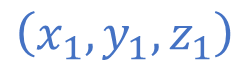 (x₁, y₁, z₁)